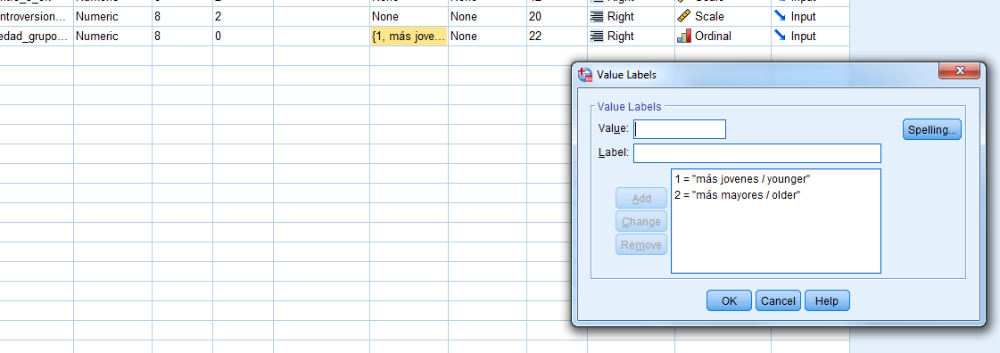 ntroversion... Numeric 8 2 None None 20 Right Scale Input
edad_grupo... Numeric 8 0 {1, más jove... None 22 Right Ordinal Input
Value Labels
Value Labels
Value:
Spelling...
Label:
1 = "más jovenes / younger"
2 = "más mayores / older"
Add
Change
Remove
OK Cancel Help